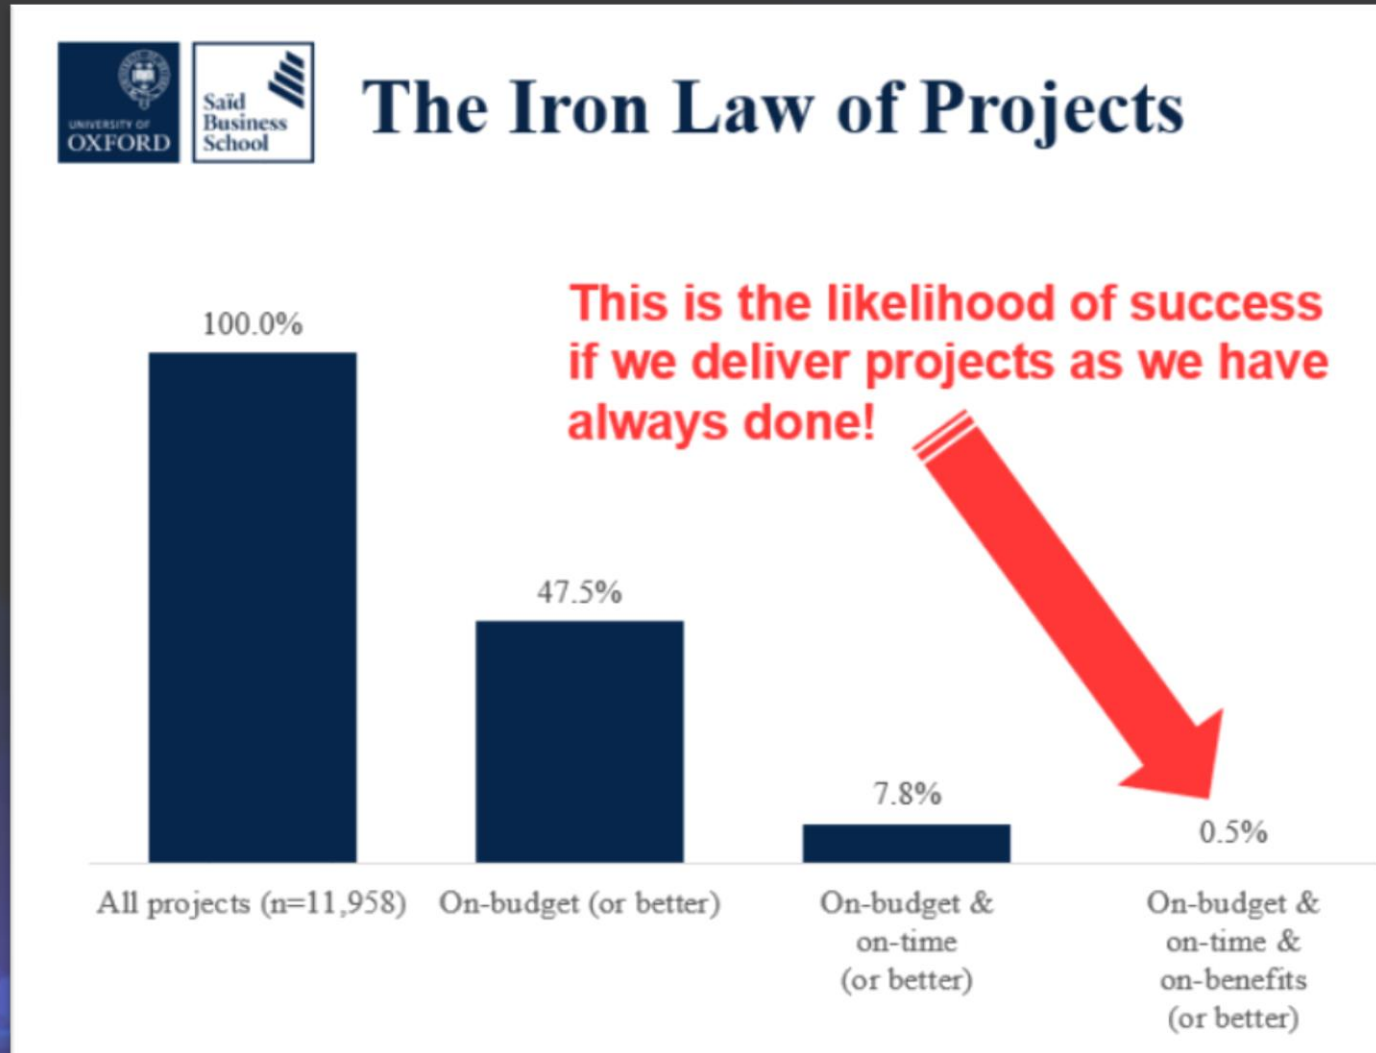 UNIVERSITY OF
OXFORD
Saïd
Business
School
The Iron Law of Projects
This is the likelihood of success
if we deliver projects as we have
always done!
100.0%
47.5%
7.8%
0.5%
All projects (n=11,958)
On-budget (or better)
On-budget &
on-time
(or better)
On-budget &
on-time &
on-benefits
(or better)